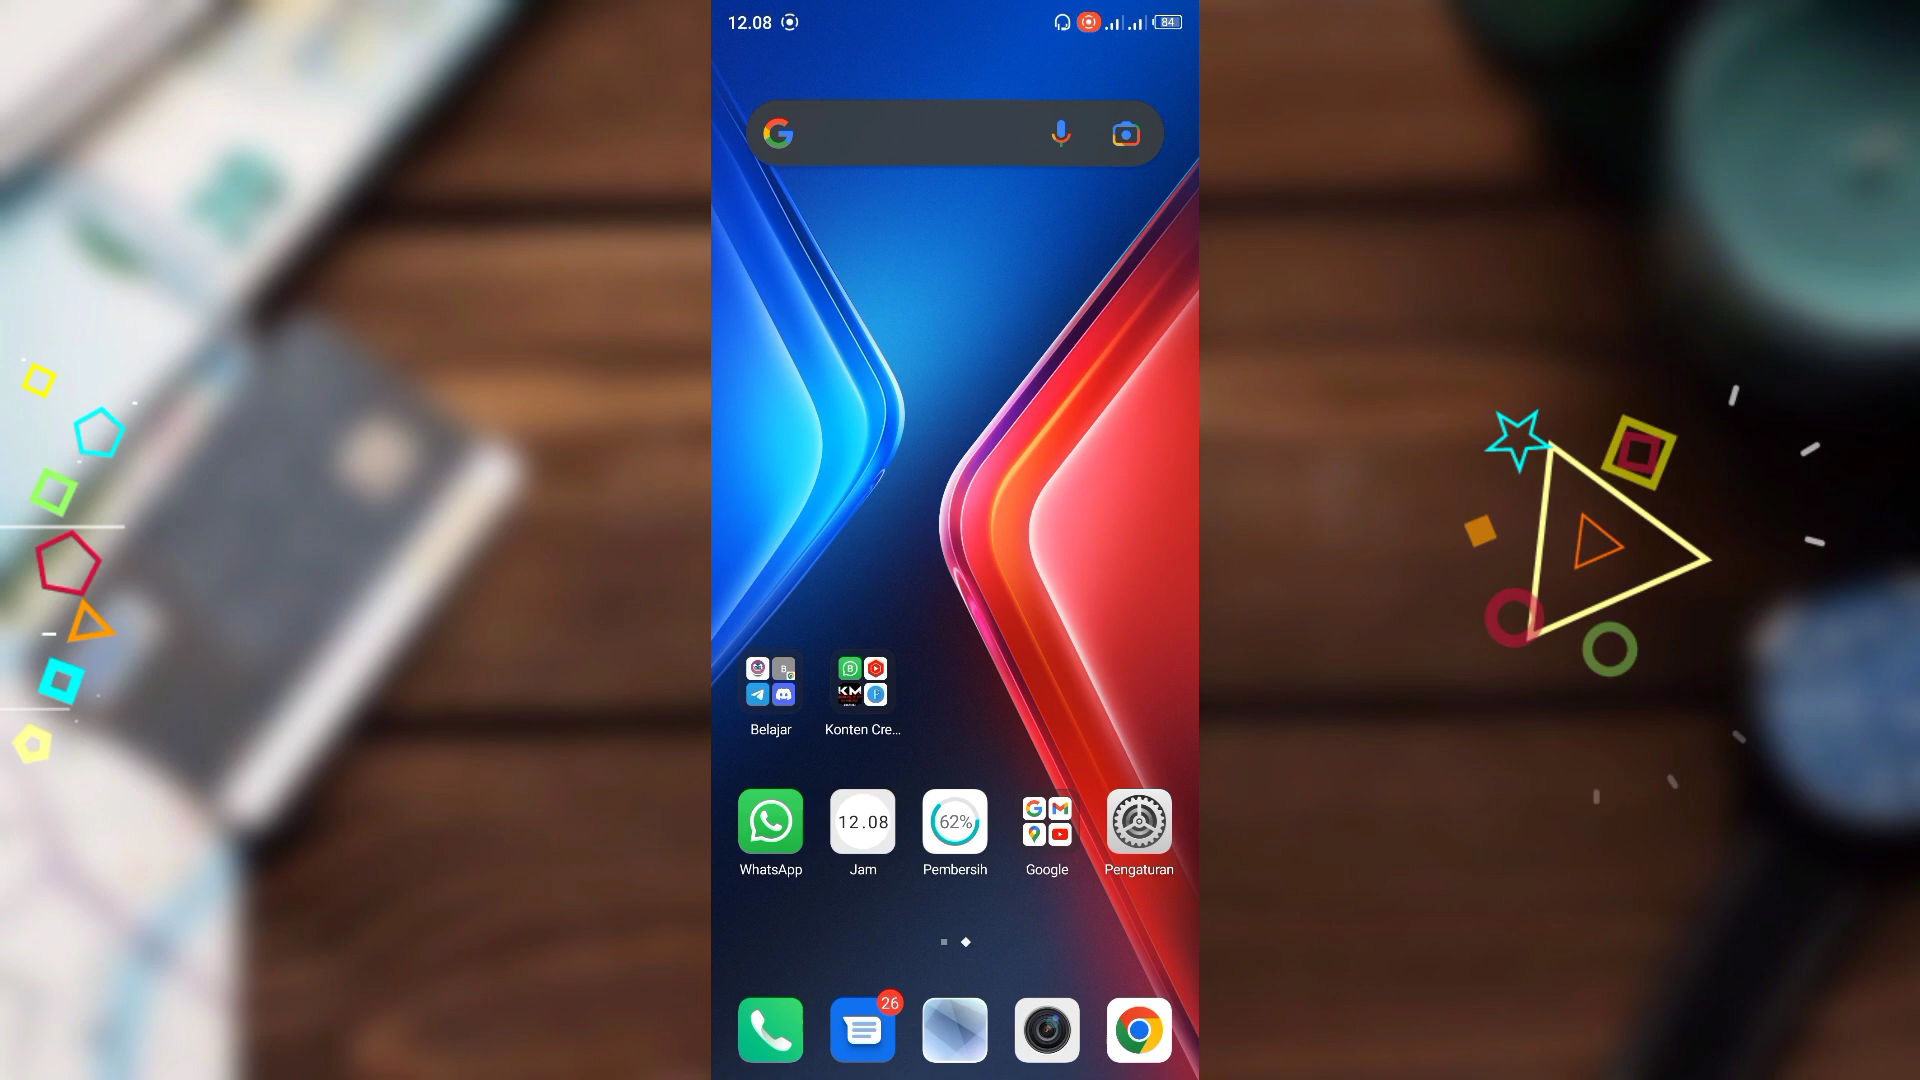 12.08
84
Belajar
Konten Cre...
12.08
62%
WhatsApp
Jam
Pembersih
Google
Pengaturan
26